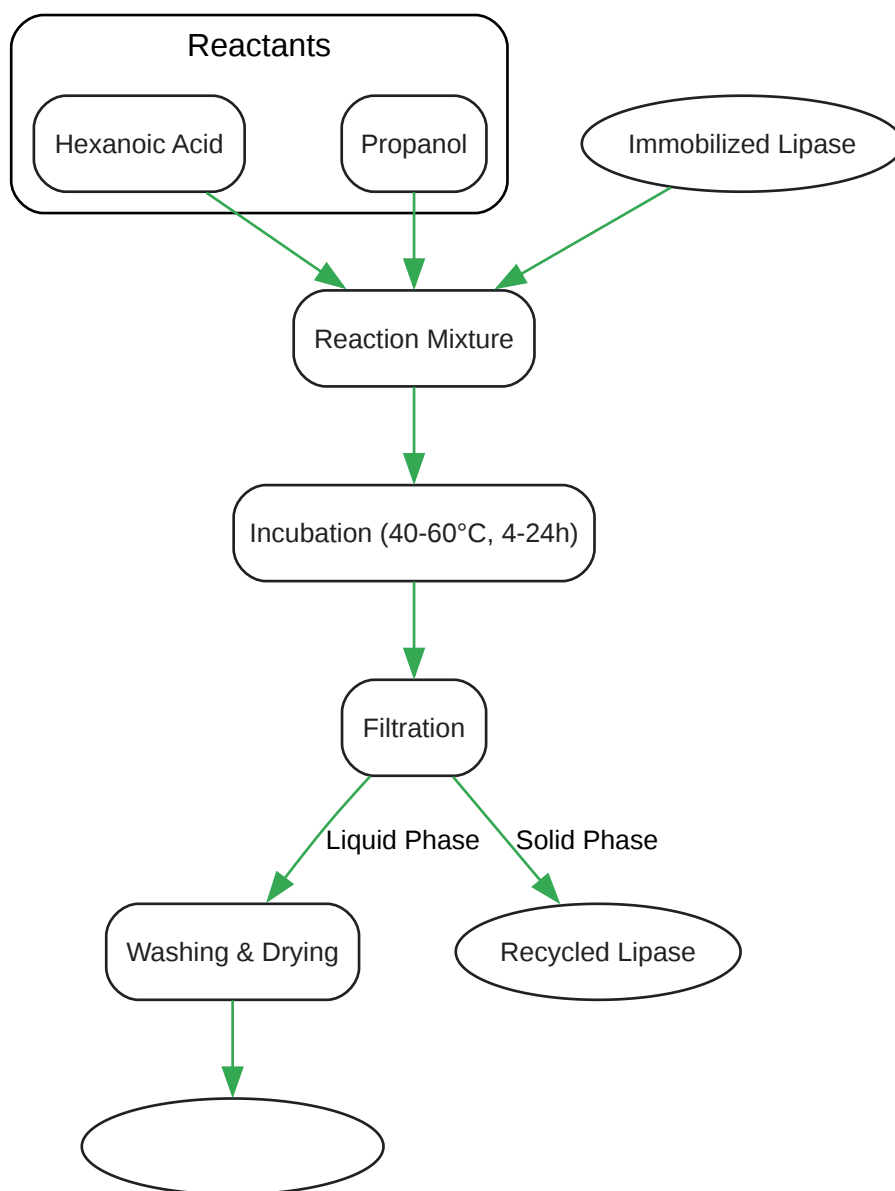 Reactants
Hexanoic Acid
Propanol
Immobilized Lipase
Reaction Mixture
Incubation (40-60°C, 4-24h)
Filtration
Liquid Phase
Solid Phase
Washing & Drying
Recycled Lipase